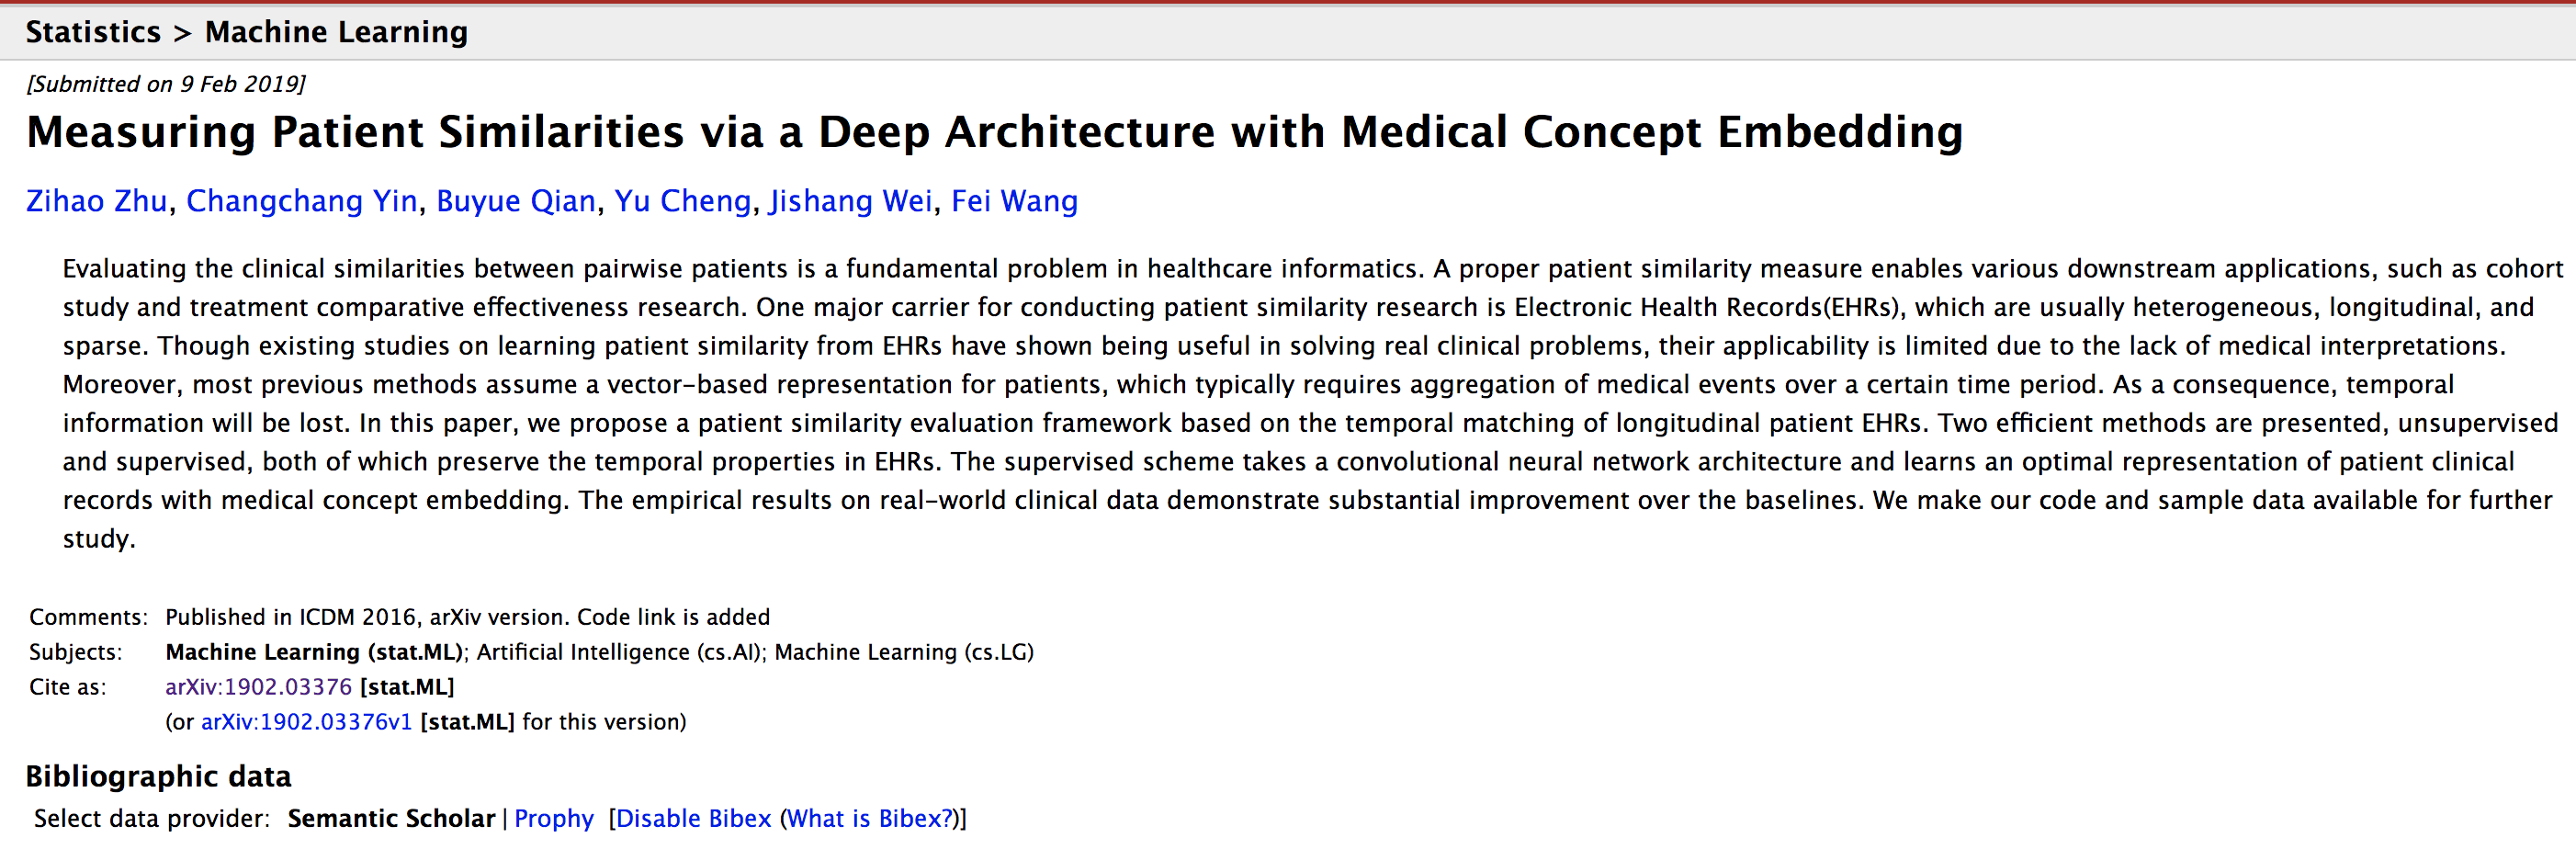 Statistics > Machine Learning
[Submitted on 9 Feb 2019]
Measuring Patient Similarities via a Deep Architecture with Medical Concept Embedding
Zihao Zhu, Changchang Yin, Buyue Qian, Yu Cheng, Jishang Wei, Fei Wang
Evaluating the clinical similarities between pairwise patients is a fundamental problem in healthcare informatics. A proper patient similarity measure enables various downstream applications, such as cohort
study and treatment comparative effectiveness research. One major carrier for conducting patient similarity research is Electronic Health Records(EHRs), which are usually heterogeneous, longitudinal, and
sparse. Though existing studies on learning patient similarity from EHRs have shown being useful in solving real clinical problems, their applicability is limited due to the lack of medical interpretations.
Moreover, most previous methods assume a vector-based representation for patients, which typically requires aggregation of medical events over a certain time period. As a consequence, temporal
information will be lost. In this paper, we propose a patient similarity evaluation framework based on the temporal matching of longitudinal patient EHRs. Two efficient methods are presented, unsupervised
and supervised, both of which preserve the temporal properties in EHRs. The supervised scheme takes a convolutional neural network architecture and learns an optimal representation of patient clinical
records with medical concept embedding. The empirical results on real-world clinical data demonstrate substantial improvement over the baselines. We make our code and sample data available for further
study.
Comments: Published in ICDM 2016, arXiv version. Code link is added
Subjects: Machine Learning (stat.ML); Artificial Intelligence (cs.AI); Machine Learning (cs.LG)
Cite as: arXiv:1902.03376 [stat.ML]
(or arXiv:1902.03376v1 [stat.ML] for this version)
Bibliographic data
Select data provider: Semantic Scholar | Prophy [Disable Bibex (What is Bibex?)]